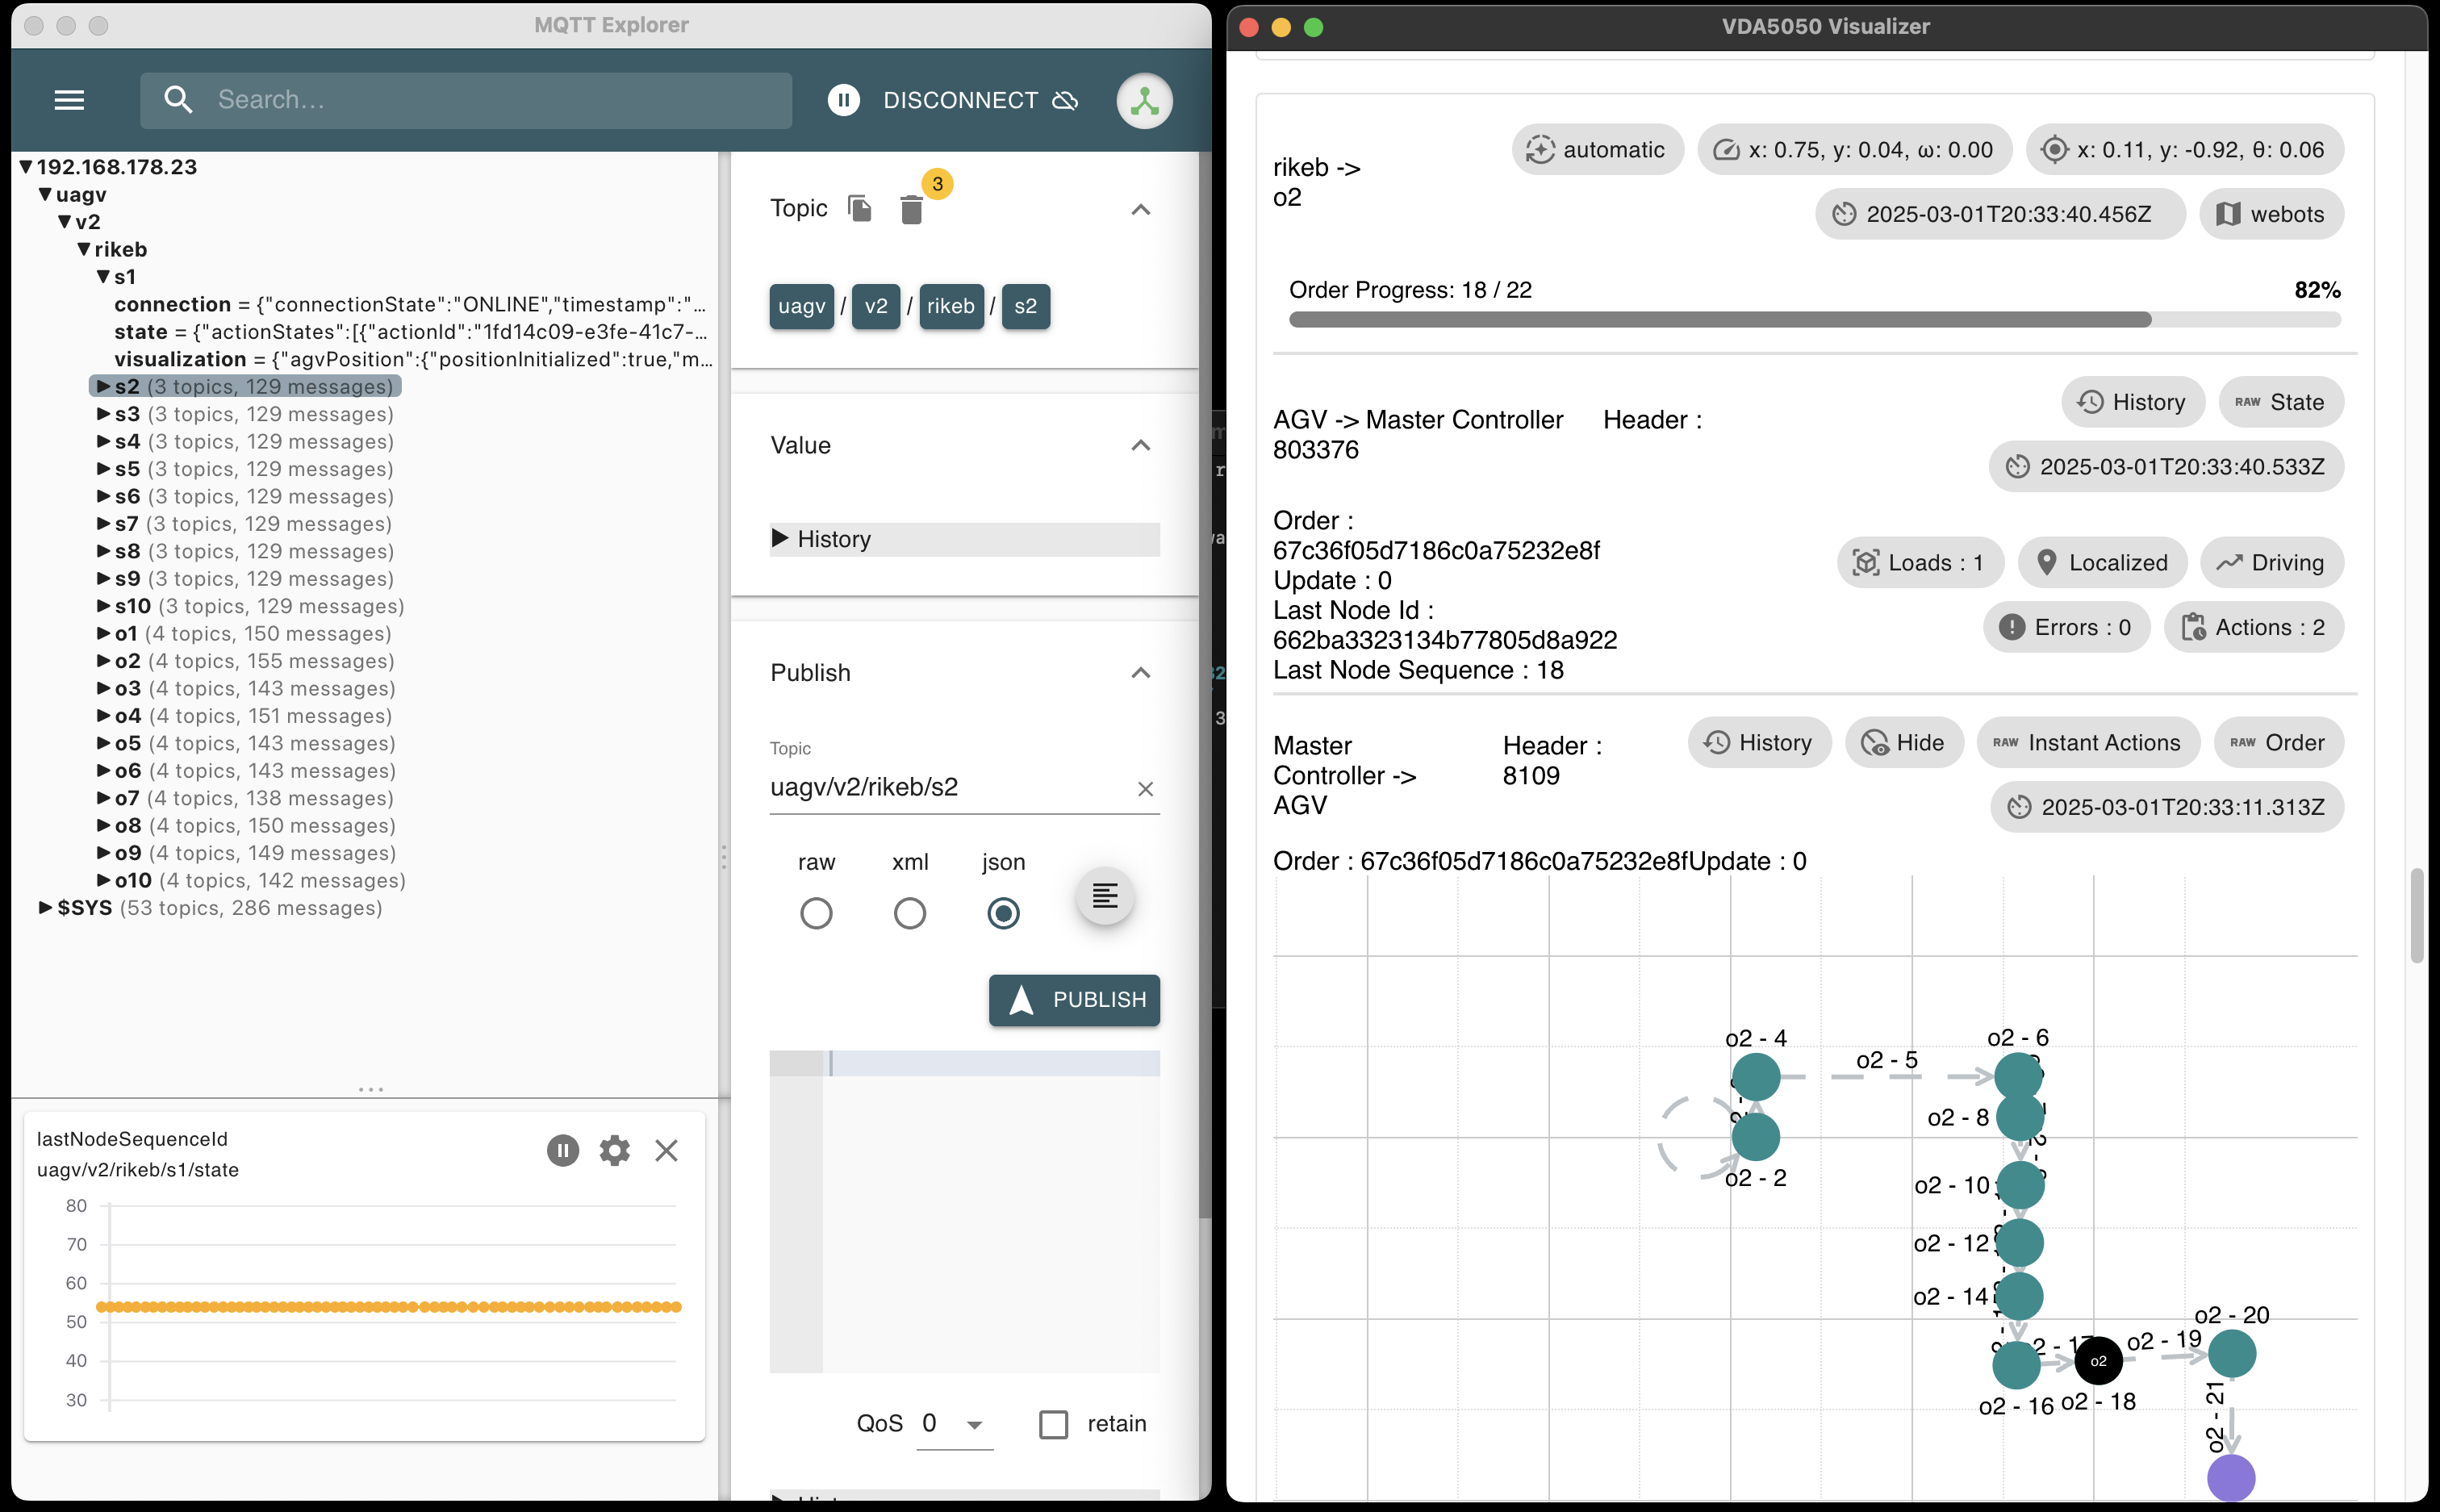 MQTT Explorer
Search…
DISCONNECT
192.168.178.23
uagv
v2
rikeb
s1
connection = {"connectionState":"ONLINE","timestamp":"...
state = {"actionStates":[{"actionId":"1fd14c09-e3fe-41c7-...
visualization = {"agvPosition":{"positionInitialized":true,"m...
s2 (3 topics, 129 messages)
s3 (3 topics, 129 messages)
s4 (3 topics, 129 messages)
s5 (3 topics, 129 messages)
s6 (3 topics, 129 messages)
s7 (3 topics, 129 messages)
s8 (3 topics, 129 messages)
s9 (3 topics, 129 messages)
s10 (3 topics, 129 messages)
o1 (4 topics, 150 messages)
o2 (4 topics, 155 messages)
o3 (4 topics, 143 messages)
o4 (4 topics, 151 messages)
o5 (4 topics, 143 messages)
o6 (4 topics, 143 messages)
o7 (4 topics, 138 messages)
o8 (4 topics, 150 messages)
o9 (4 topics, 149 messages)
o10 (4 topics, 142 messages)
$SYS (53 topics, 286 messages)
lastNodeSequenceId
uagv/v2/rikeb/s1/state
80
70
60
50
40
30
Topic
3
uagv / v2 / rikeb / s2
Value
History
Publish
Topic
uagv/v2/rikeb/s2
raw xml json
PUBLISH
QoS 0 retain
VDA5050 Visualizer
rikeb ->
o2
automatic
x: 0.75, y: 0.04, ω: 0.00
x: 0.11, y: -0.92, θ: 0.06
2025-03-01T20:33:40.456Z
webots
Order Progress: 18 / 22
82%
AGV -> Master Controller Header :
803376
History
RAW State
2025-03-01T20:33:40.533Z
Order :
67c36f05d7186c0a75232e8f
Update : 0
Last Node Id :
662ba3323134b77805d8a922
Last Node Sequence : 18
Loads : 1
Localized
Driving
Errors : 0
Actions : 2
Master
Controller ->
AGV
Header :
8109
History
Hide
RAW Instant Actions
RAW Order
2025-03-01T20:33:11.313Z
Order : 67c36f05d7186c0a75232e8fUpdate : 0
o2 - 4
o2 - 5
o2 - 6
o2 - 8
o2 - 2
o2 - 10
o2 - 12
o2 - 14
o2 - 20
o2 - 19
o2
o2 - 16
o2 - 18
o2 - 21